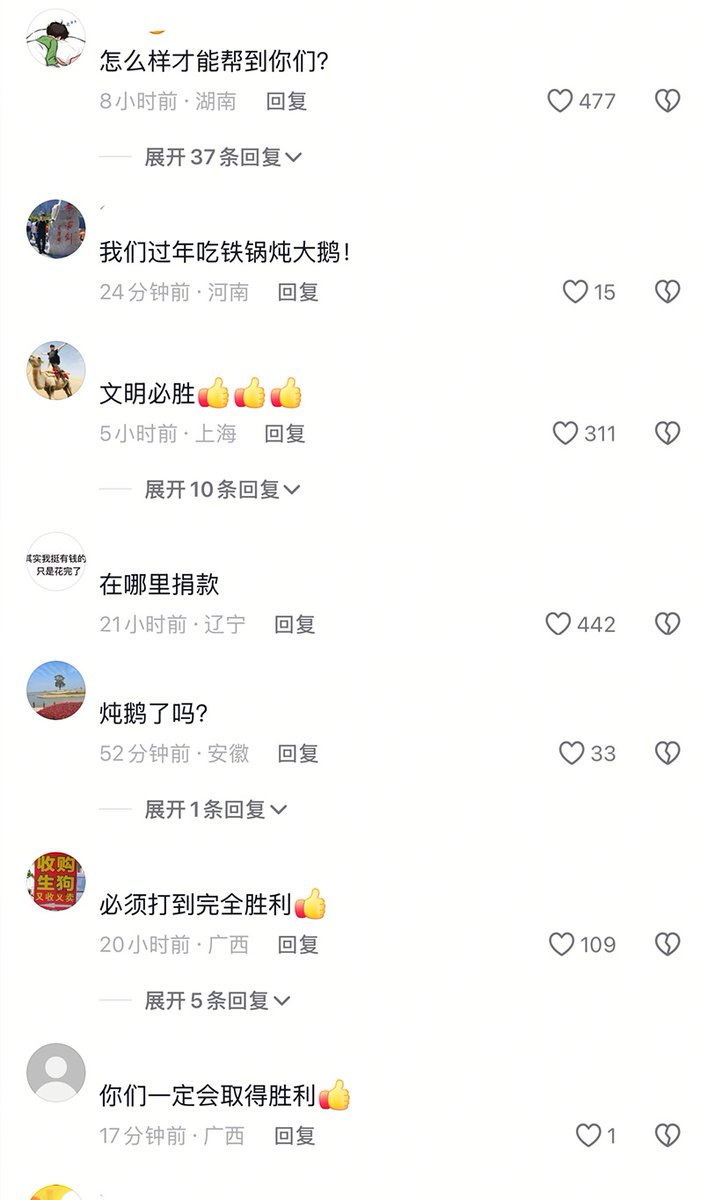 怎么样才能帮到你们?
8小时前·湖南 回复 477
展开37条回复
我们过年吃铁锅炖大鹅!
24分钟前·河南 回复 15
文明必胜👍👍👍
5小时前·上海 回复 311
展开10条回复
其实我挺有钱的
只是花完了
在哪里捐款
21小时前·辽宁 回复 442
炖鹅了吗?
52分钟前·安徽 回复 33
展开1条回复
收购
生狗
又收又卖
必须打到完全胜利👍
20小时前·广西 回复 109
展开5条回复
你们一定会取得胜利👍
17分钟前·广西 回复 1